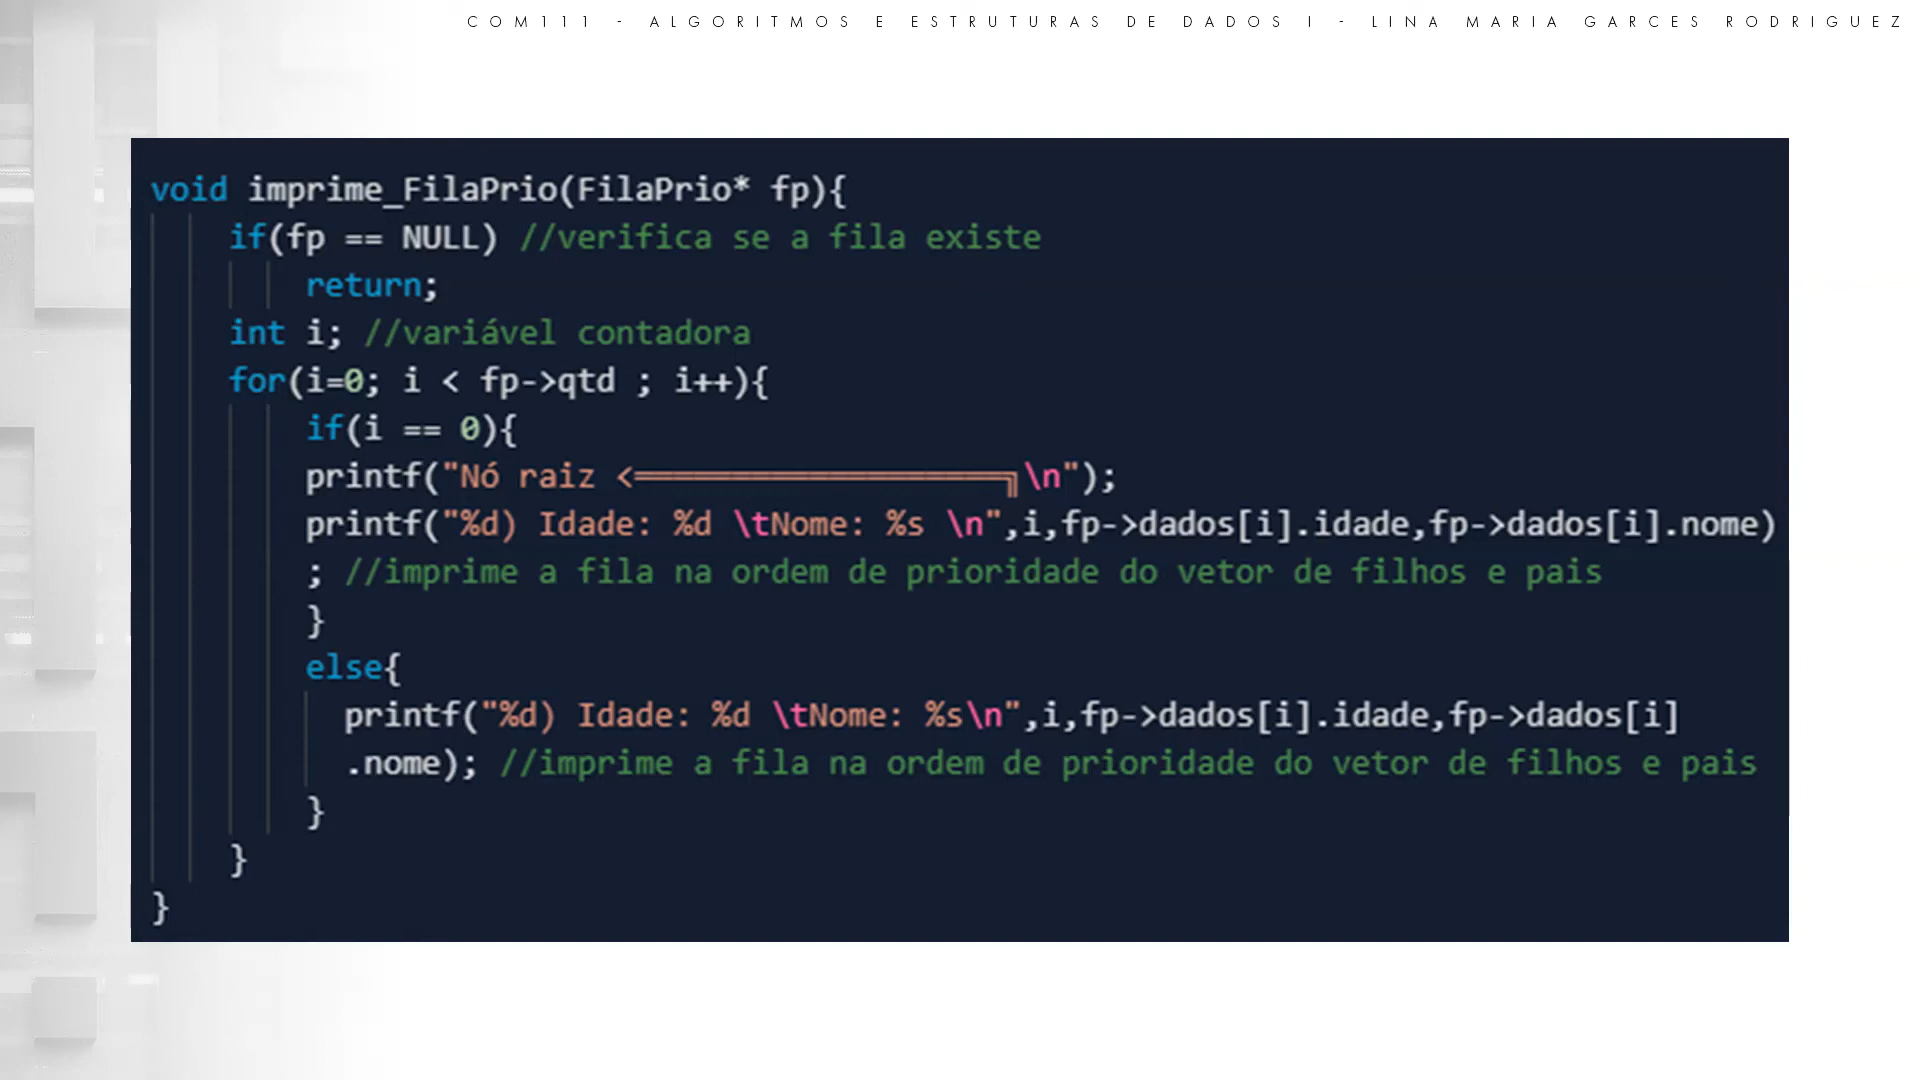 COM111 - ALGORITMOS E ESTRUTURAS DE DADOS I - LINA MARIA GARCES RODRIGUEZ
void imprime_FilaPrio(FilaPrio* fp){
if(fp == NULL) //verifica se a fila existe
return;
int i; //variável contadora
for(i=0; i < fp->qtd ; i++){
if(i == 0){
printf("Nó raiz <════════════════════╗\n");
printf("%d) Idade: %d \tNome: %s \n",i,fp->dados[i].idade,fp->dados[i].nome)
; //imprime a fila na ordem de prioridade do vetor de filhos e pais
}
else{
printf("%d) Idade: %d \tNome: %s\n",i,fp->dados[i].idade,fp->dados[i]
.nome); //imprime a fila na ordem de prioridade do vetor de filhos e pais
}
}
}